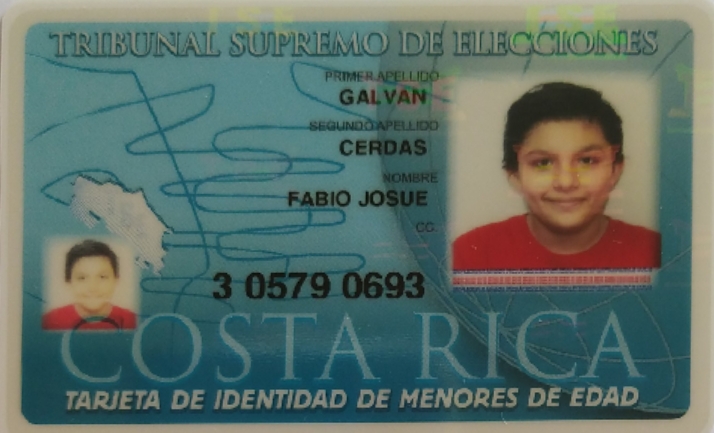 TRIBUNAL SUPREMO DE ELECCIONES
PRIMER APELLIDO
GALVAN
SEGUNDO APELLIDO
CERDAS
NOMBRE
FABIO JOSUE
CC.
3 0579 0693
COSTA RICA
TARJETA DE IDENTIDAD DE MENORES DE EDAD